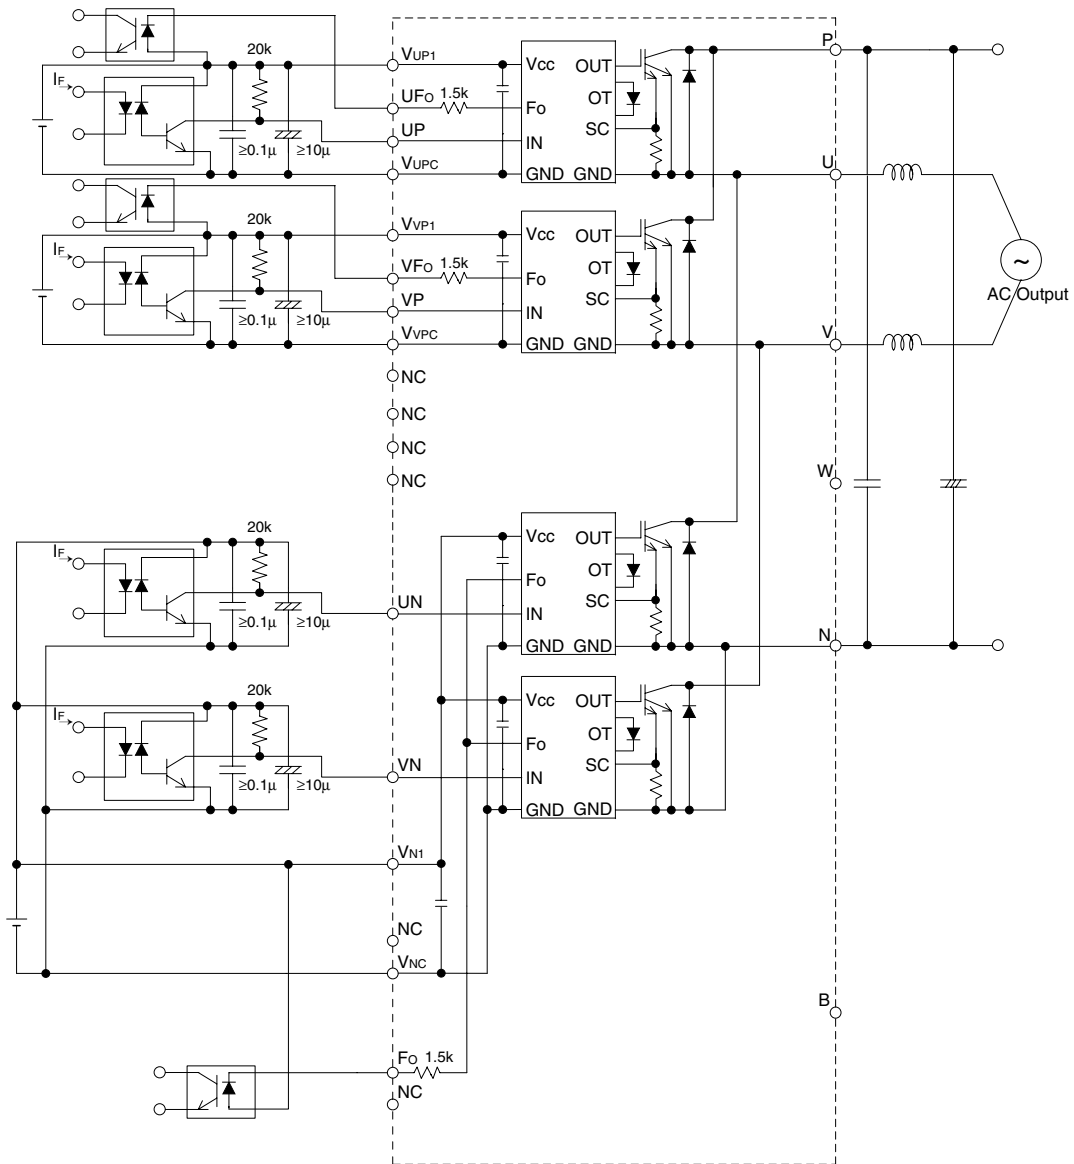 20k
IF
≥0.1µ
≥10µ
VUP1
UFO 1.5k
UP
VUPC
Vcc
Fo
IN
GND
OUT
OT
SC
GND
P
U
20k
IF
≥0.1µ
≥10µ
VVP1
VFO 1.5k
VP
VVPC
Vcc
Fo
IN
GND
OUT
OT
SC
GND
~
AC Output
V
NC
NC
NC
NC
W
20k
IF
≥0.1µ
≥10µ
UN
Vcc
Fo
IN
GND
OUT
OT
SC
GND
N
20k
IF
≥0.1µ
≥10µ
VN
Vcc
Fo
IN
GND
OUT
OT
SC
GND
VN1
NC
VNC
B
FO 1.5k
NC